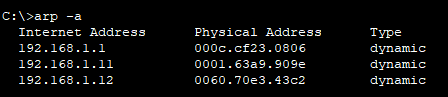 C:\>arp -a
Internet Address Physical Address Type
192.168.1.1 000c.cf23.0806 dynamic
192.168.1.11 0001.63a9.909e dynamic
192.168.1.12 0060.70e3.43c2 dynamic